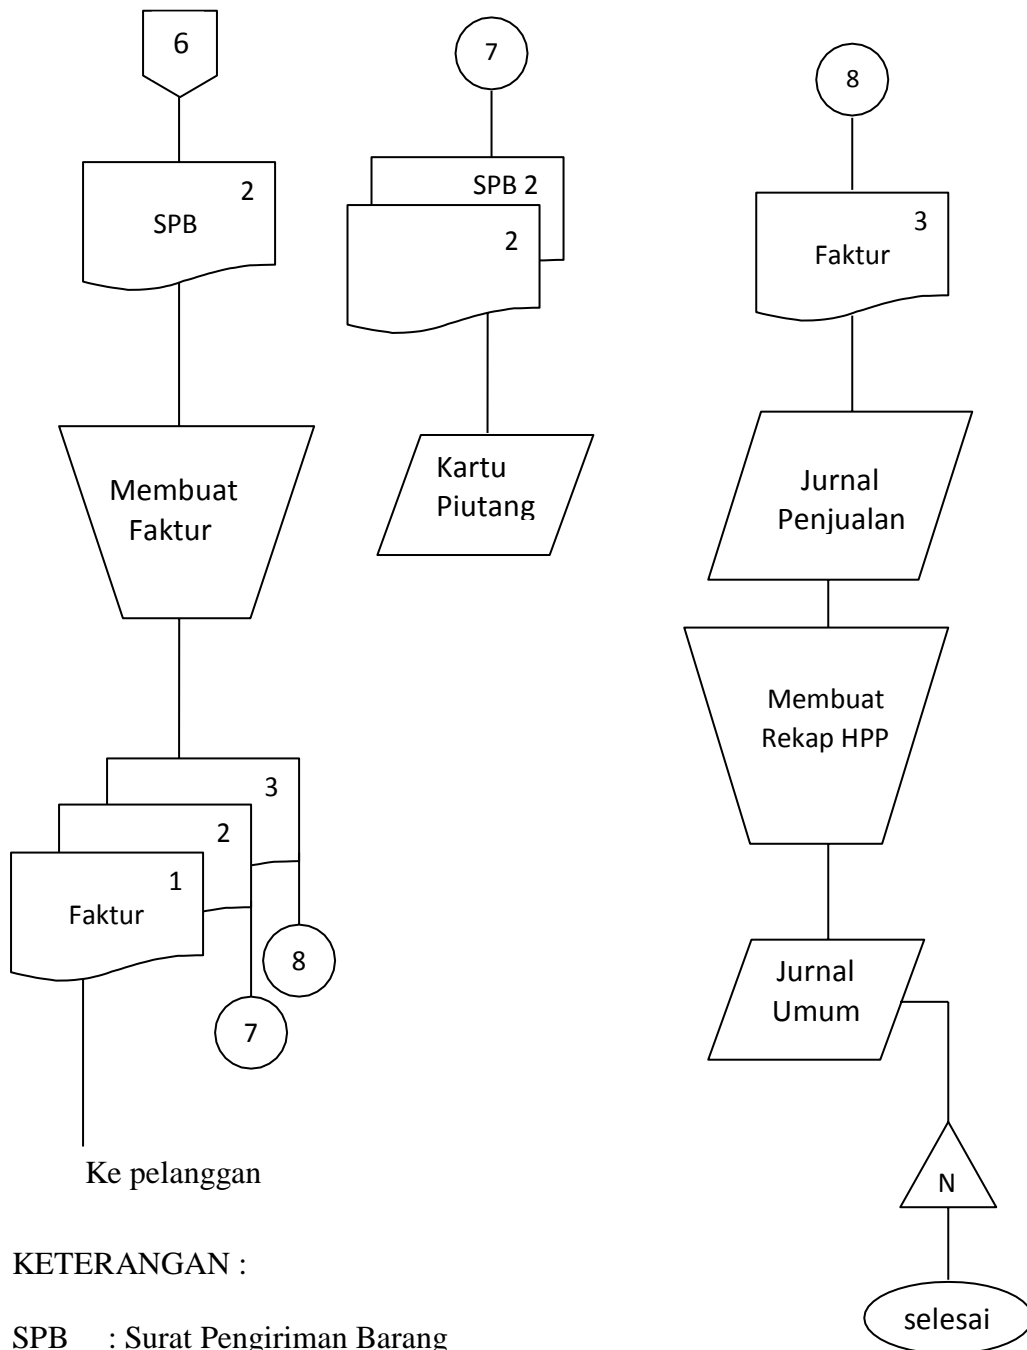 6
2
SPB
Membuat
Faktur
3
2
1
Faktur
8
7
Ke pelanggan
7
SPB 2
2
Kartu
Piutang
8
3
Faktur
Jurnal
Penjualan
Membuat
Rekap HPP
Jurnal
Umum
N
selesai
KETERANGAN :
SPB : Surat Pengiriman Barang